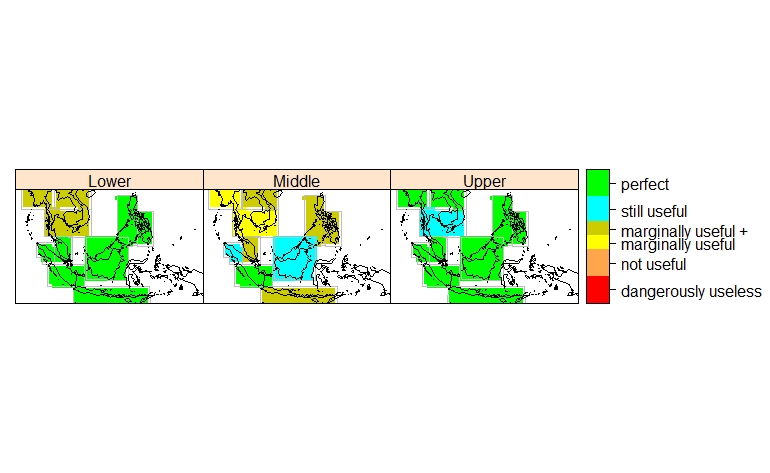 Lower
Middle
Upper
perfect
still useful
marginally useful +
marginally useful
not useful
dangerously useless